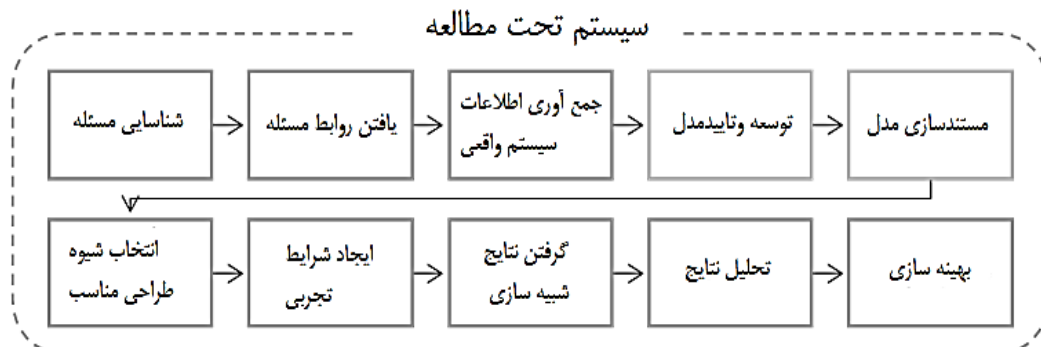 سیستم تحت مطالعه
شناسایی مسئله
یافتن روابط مسئله
جمع آوری اطلاعات
سیستم واقعی
توسعه وتاییدمدل
مستندسازی مدل
انتخاب شیوه
طراحی مناسب
ایجاد شرایط
تجربی
گرفتن نتایج
شبیه سازی
تحلیل نتایج
بهینه سازی